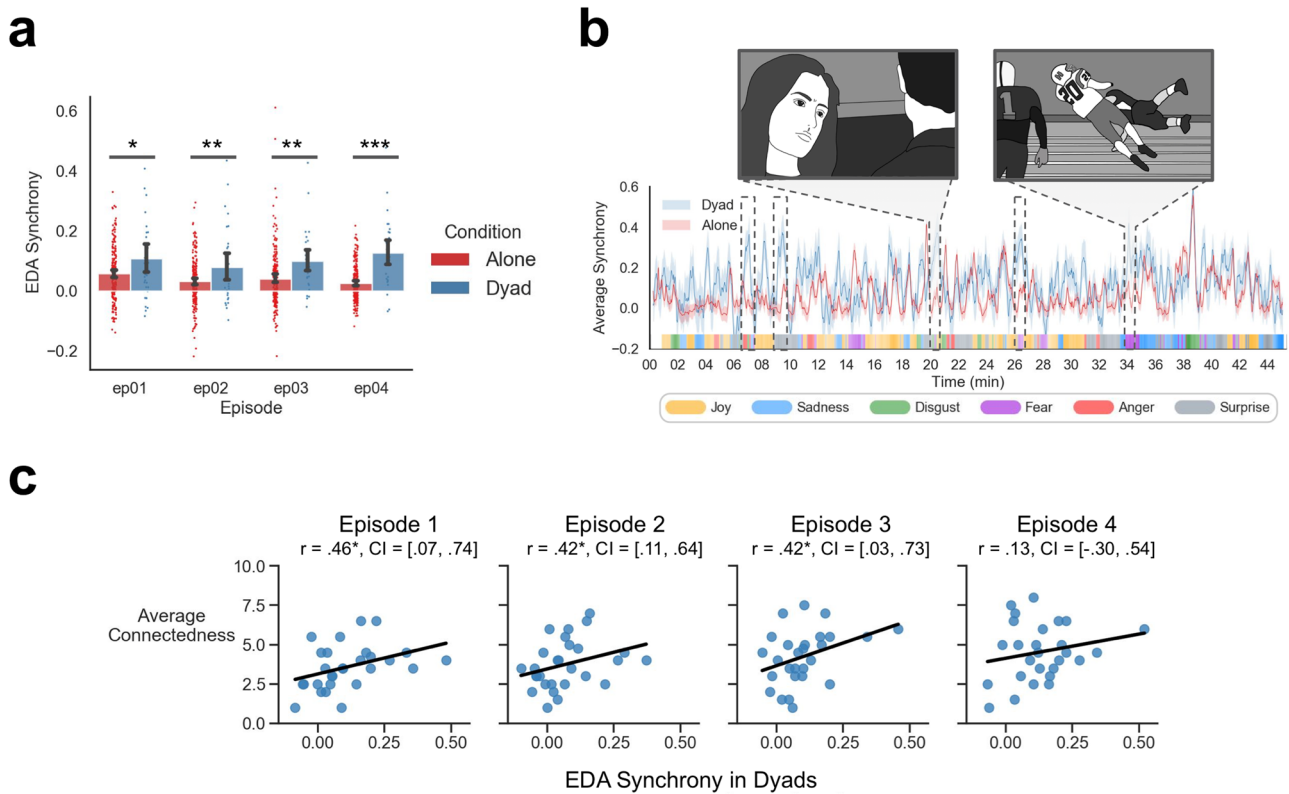 a
EDA Synchrony
0.6
0.4
0.2
0.0
−0.2
*
**
**
***
ep01
ep02
ep03
ep04
Episode
Condition
Alone
Dyad
b
1
N
20
Average Synchrony
0.6
0.4
0.2
0.0
−0.2
Dyad
Alone
00 02 04 06 08 10 12 14 16 18 20 22 24 26 28 30 32 34 36 38 40 42 44
Time (min)
Joy Sadness Disgust Fear Anger Surprise
c
Average
Connectedness
10.0
7.5
5.0
2.5
0.0
Episode 1
r = .46*, CI = [.07, .74]
0.00 0.25 0.50
Episode 2
r = .42*, CI = [.11, .64]
0.00 0.25 0.50
Episode 3
r = .42*, CI = [.03, .73]
0.00 0.25 0.50
Episode 4
r = .13, CI = [-.30, .54]
0.00 0.25 0.50
EDA Synchrony in Dyads